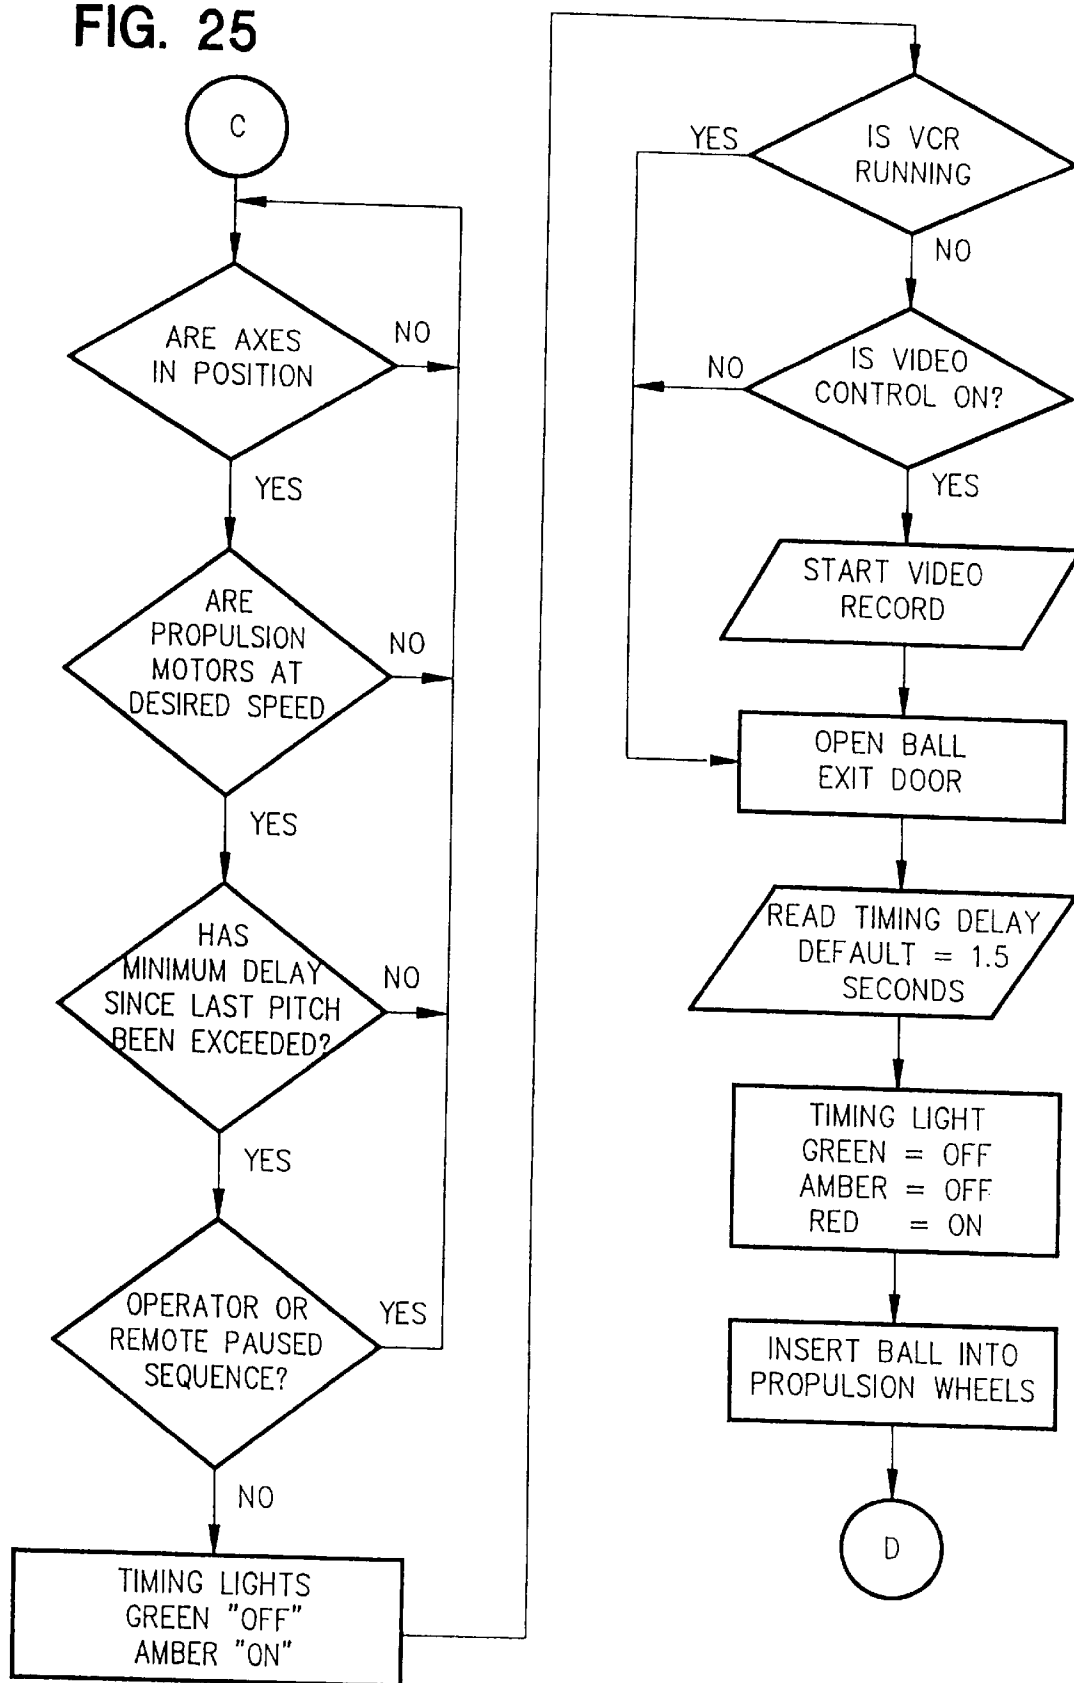 FIG. 25
C
ARE AXES
IN POSITION
NO
YES
ARE
PROPULSION
MOTORS AT
DESIRED SPEED
NO
YES
HAS
MINIMUM DELAY
SINCE LAST PITCH
BEEN EXCEEDED?
NO
YES
OPERATOR OR
REMOTE PAUSED
SEQUENCE?
YES
NO
TIMING LIGHTS
GREEN "OFF"
AMBER "ON"
IS VCR
RUNNING
YES
NO
IS VIDEO
CONTROL ON?
NO
YES
START VIDEO
RECORD
OPEN BALL
EXIT DOOR
READ TIMING DELAY
DEFAULT = 1.5
SECONDS
TIMING LIGHT
GREEN = OFF
AMBER = OFF
RED = ON
INSERT BALL INTO
PROPULSION WHEELS
D